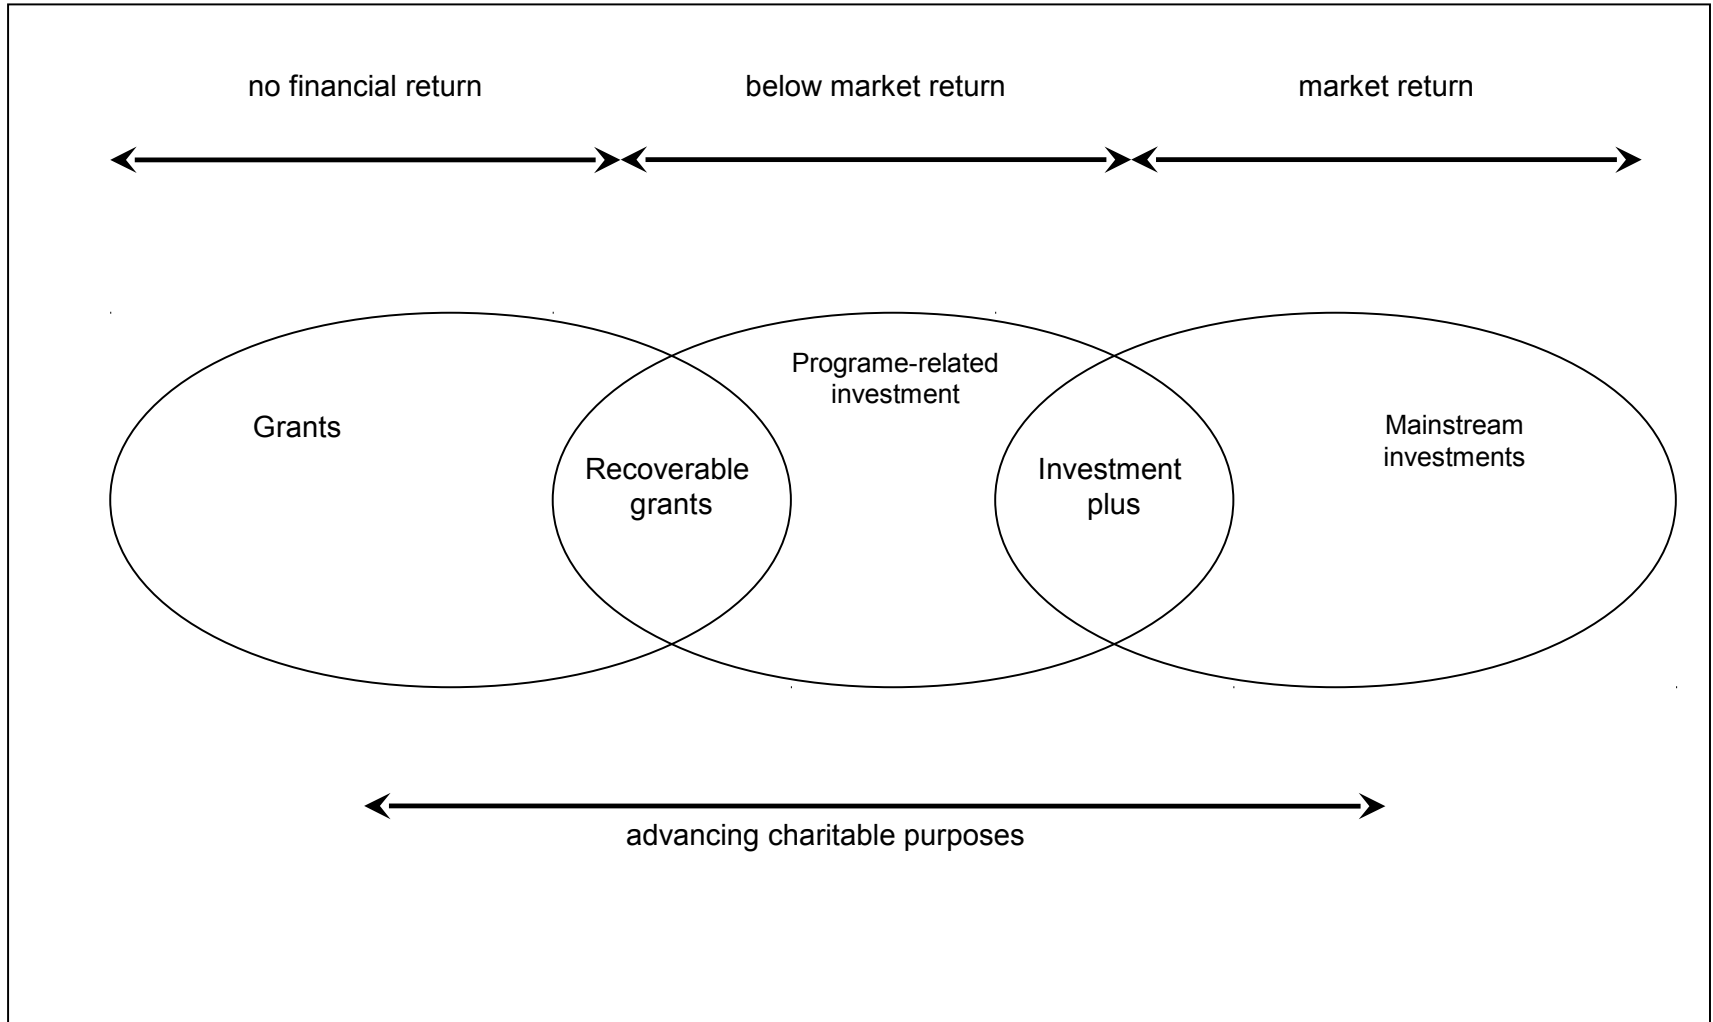 no financial return
below market return
market return
Programe-related
investment
Grants
Mainstream
investments
Recoverable
grants
Investment
plus
advancing charitable purposes